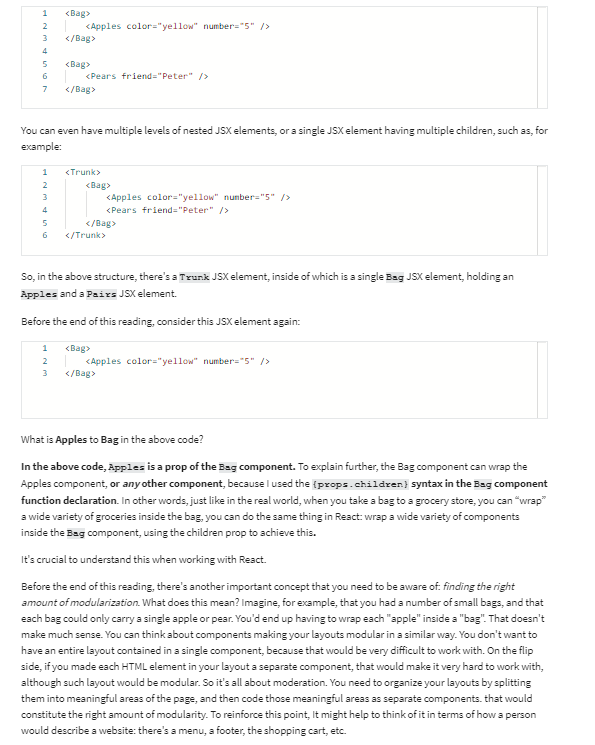 1 <Bag>
2 <Apples color="yellow" number="5" />
3 </Bag>
4
5 <Bag>
6 <Pears friend="Peter" />
7 </Bag>
You can even have multiple levels of nested JSX elements, or a single JSX element having multiple children, such as, for
example:
1 <Trunk>
2 <Bag>
3 <Apples color="yellow" number="5" />
4 <Pears friend="Peter" />
5 </Bag>
6 </Trunk>
So, in the above structure, there's a Trunk JSX element, inside of which is a single Bag JSX element, holding an
Apples and a Pairs JSX element.
Before the end of this reading, consider this JSX element again:
1 <Bag>
2 <Apples color="yellow" number="5" />
3 </Bag>
What is Apples to Bag in the above code?
In the above code, Apples is a prop of the Bag component. To explain further, the Bag component can wrap the
Apples component, or any other component, because I used the {props.children} syntax in the Bag component
function declaration. In other words, just like in the real world, when you take a bag to a grocery store, you can “wrap”
a wide variety of groceries inside the bag, you can do the same thing in React: wrap a wide variety of components
inside the Bag component, using the children prop to achieve this.
It's crucial to understand this when working with React.
Before the end of this reading, there's another important concept that you need to be aware of: finding the right
amount of modularization. What does this mean? Imagine, for example, that you had a number of small bags, and that
each bag could only carry a single apple or pear. You'd end up having to wrap each "apple" inside a "bag". That doesn't
make much sense. You can think about components making your layouts modular in a similar way. You don't want to
have an entire layout contained in a single component, because that would be very difficult to work with. On the flip
side, if you made each HTML element in your layout a separate component, that would make it very hard to work with,
although such layout would be modular. So it's all about moderation. You need to organize your layouts by splitting
them into meaningful areas of the page, and then code those meaningful areas as separate components. that would
constitute the right amount of modularity. To reinforce this point, It might help to think of it in terms of how a person
would describe a website: there's a menu, a footer, the shopping cart, etc.